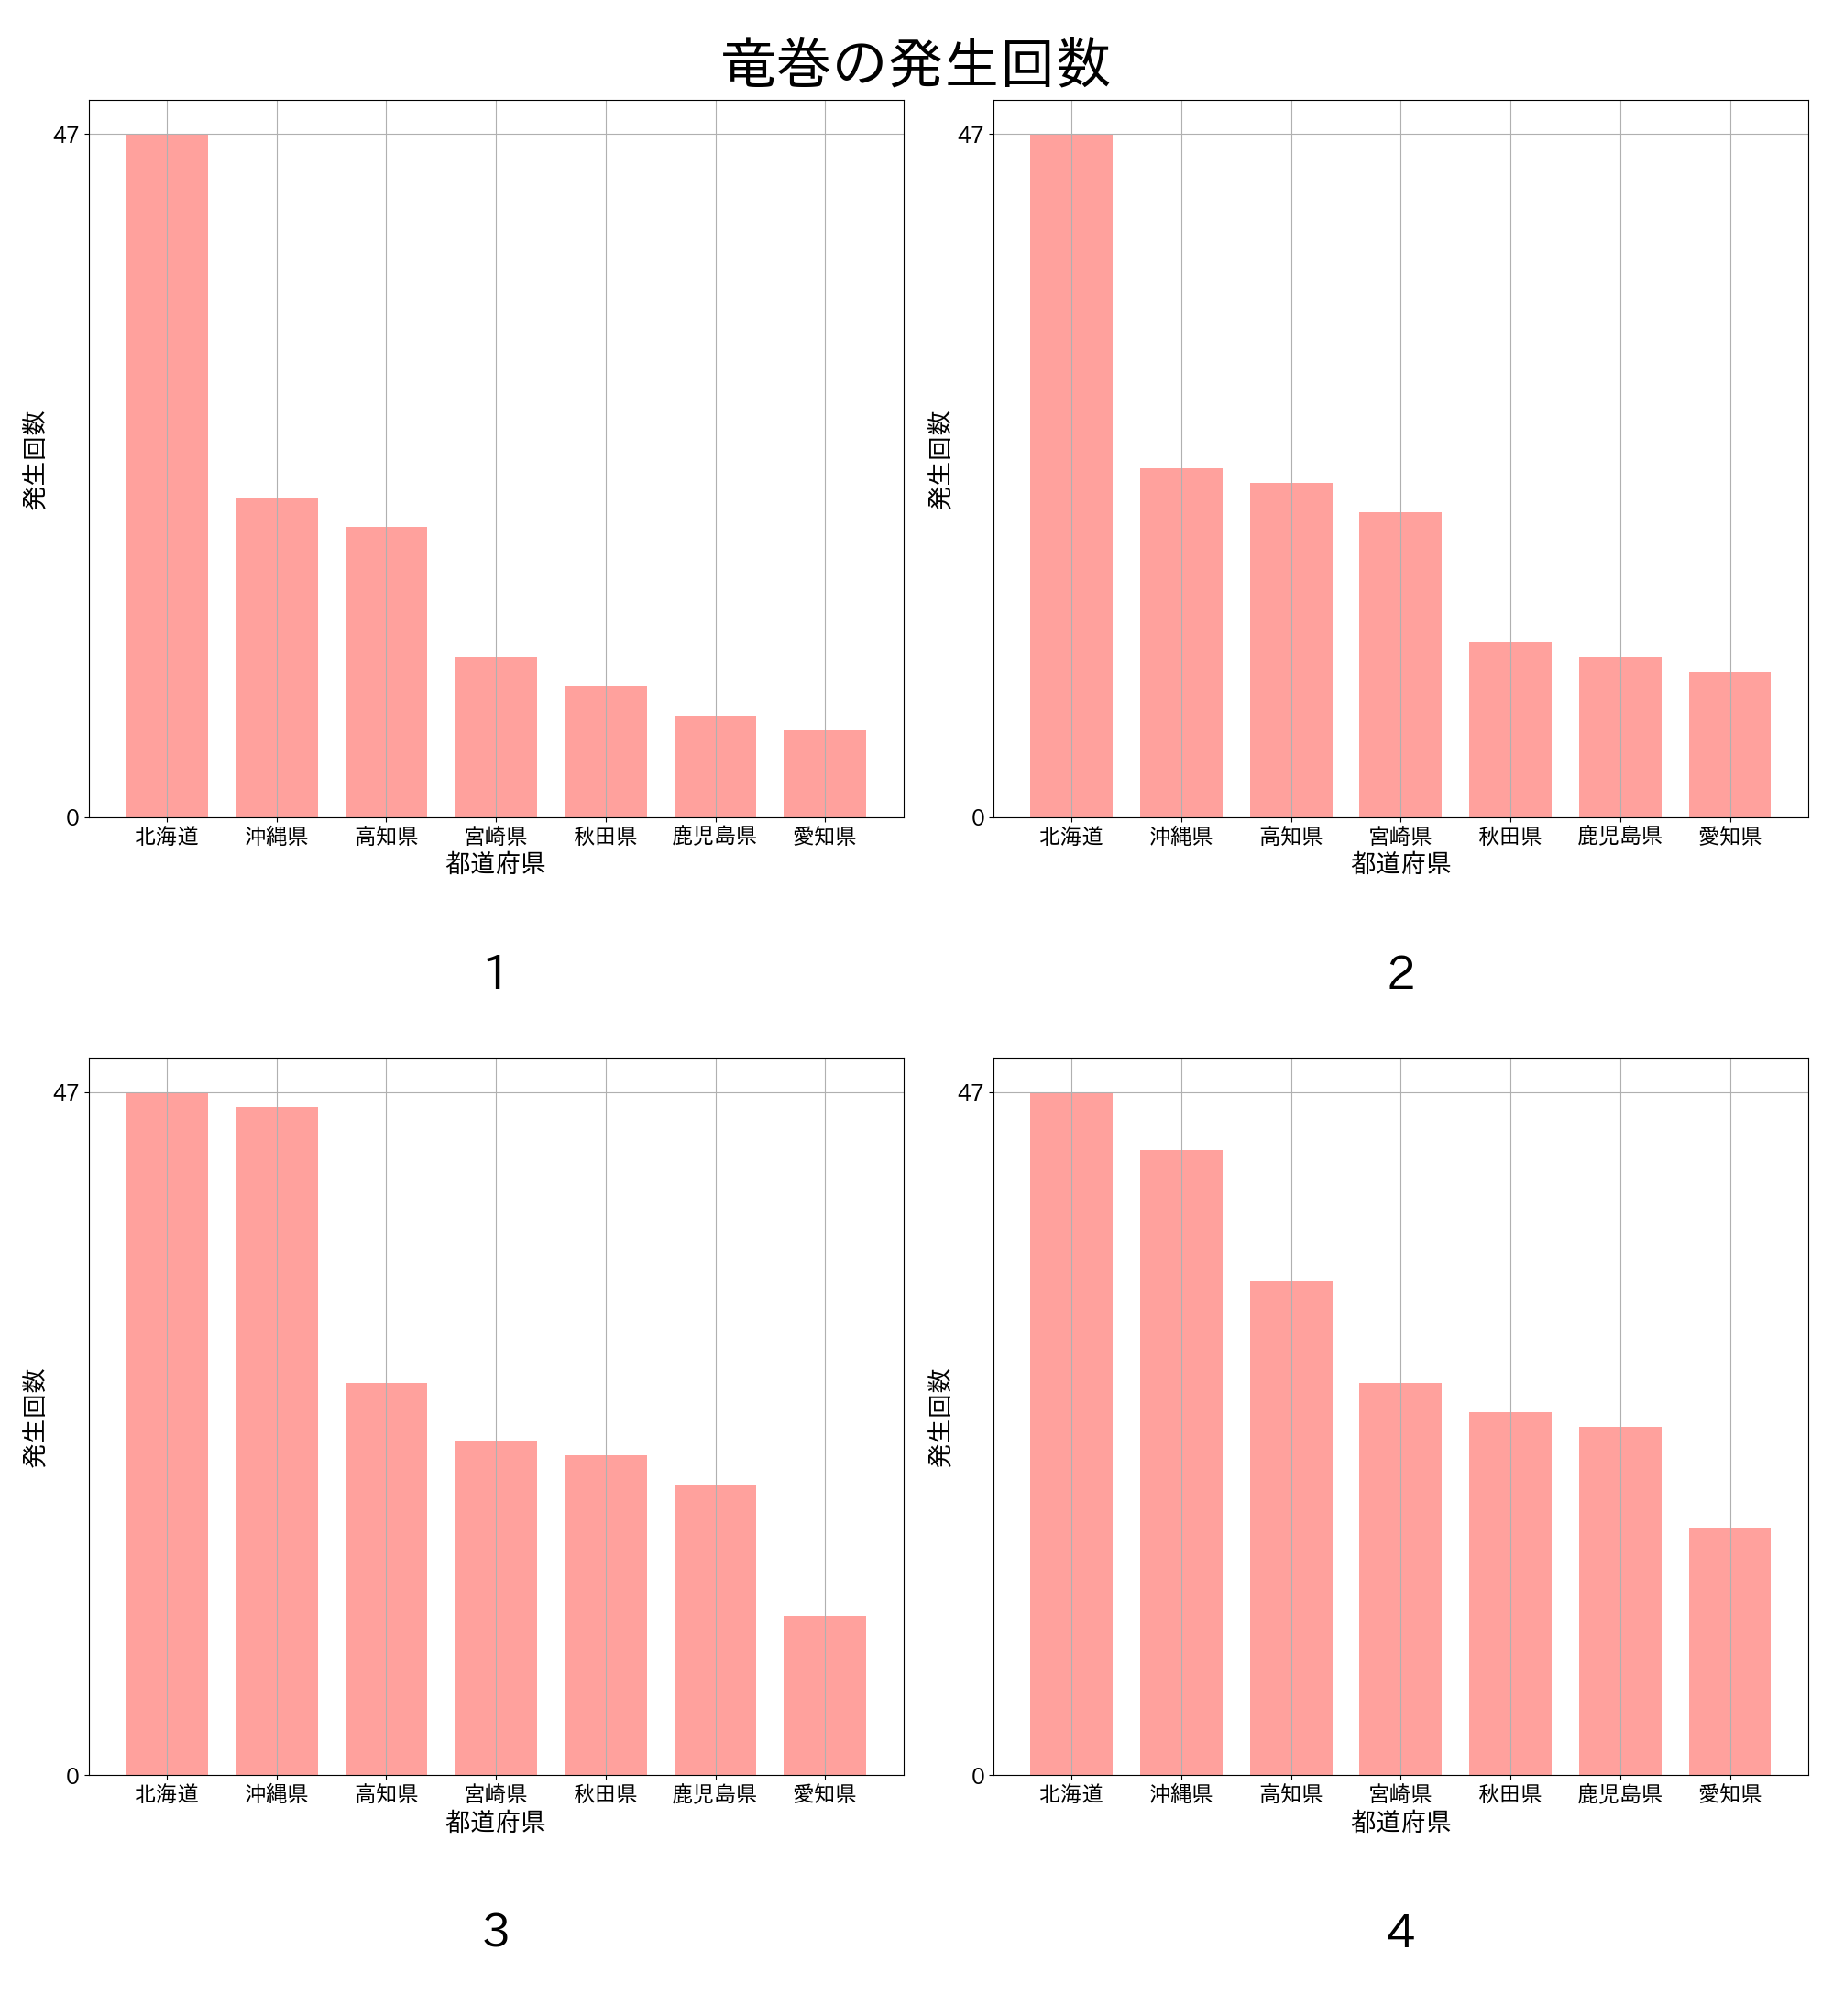 竜巻の発生回数
47
0
発生回数
北海道 沖縄県 高知県 宮崎県 秋田県 鹿児島県 愛知県
都道府県
1
47
0
発生回数
北海道 沖縄県 高知県 宮崎県 秋田県 鹿児島県 愛知県
都道府県
2
47
0
発生回数
北海道 沖縄県 高知県 宮崎県 秋田県 鹿児島県 愛知県
都道府県
3
47
0
発生回数
北海道 沖縄県 高知県 宮崎県 秋田県 鹿児島県 愛知県
都道府県
4